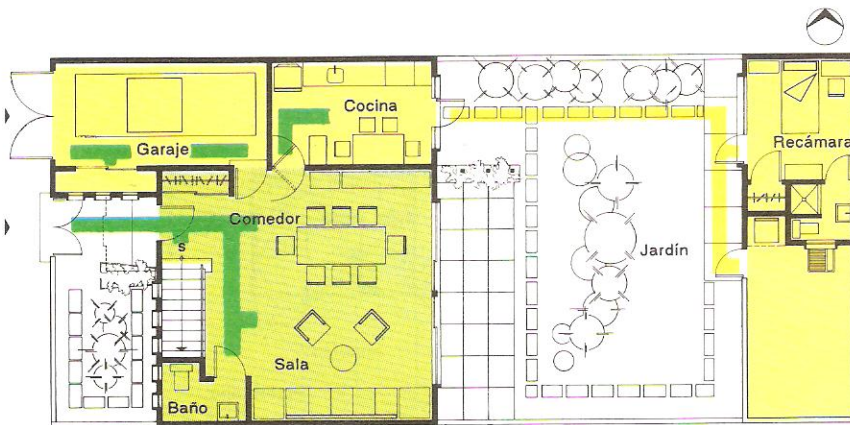 Cocina
Garaje
Recámara
Comedor
S
Jardín
Sala
Baño